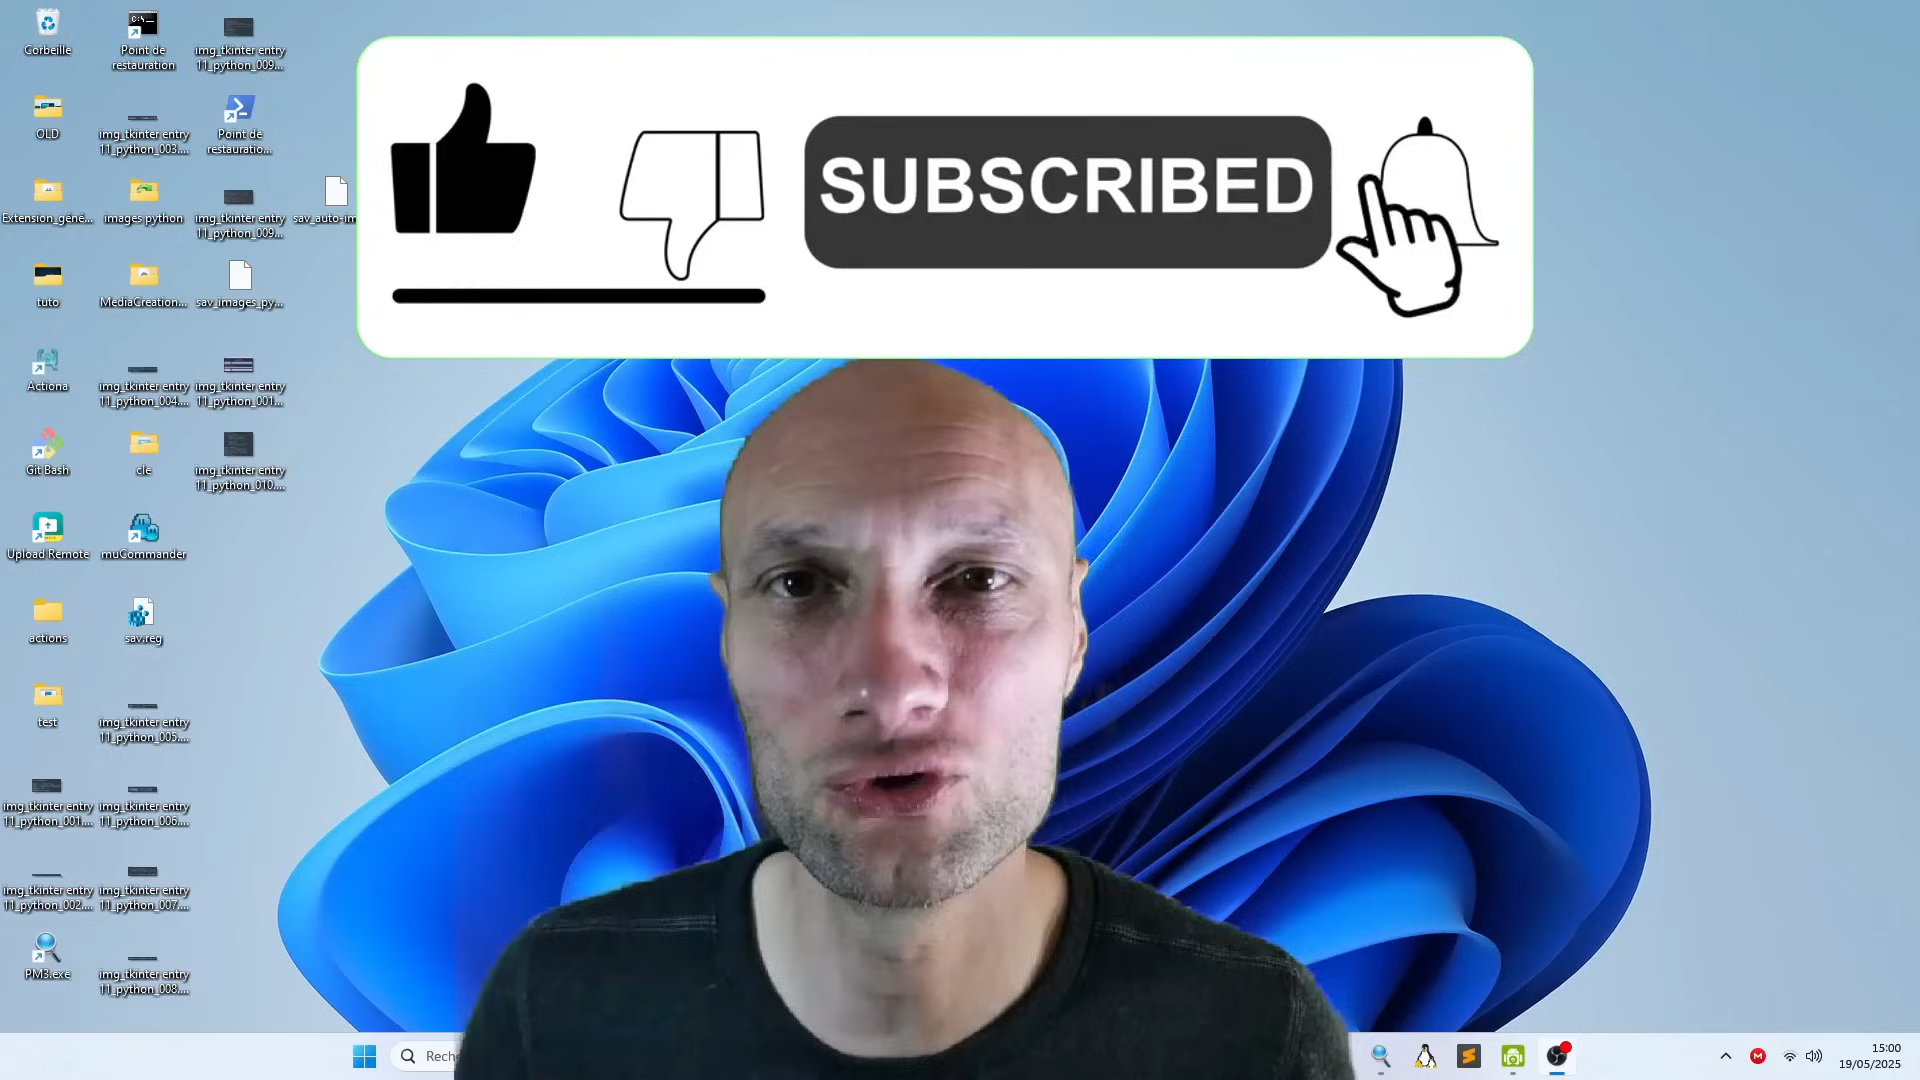 Corbeille
Point de
restauration
img_tkinter entry
11_python_009...
SUBSCRIBED
OLD
img_tkinter entry
11_python_003....
Point de
restauratio...
Extension_géné...
images python
img_tkinter entry
11_python_009...
sav_auto-im
tuto
MediaCreation...
sav_images_py...
Actiona
img_tkinter entry
11_python_004....
img_tkinter entry
11_python_001...
Git Bash
cle
img_tkinter entry
11_python_010....
Upload Remote
muCommander
actions
sav.reg
test
img_tkinter entry
11_python_005....
img_tkinter entry
11_python_001....
img_tkinter entry
11_python_006....
img_tkinter entry
11_python_002....
img_tkinter entry
11_python_007....
PM3.exe
img_tkinter entry
11_python_008....
Reche
M
15:00
19/05/2025